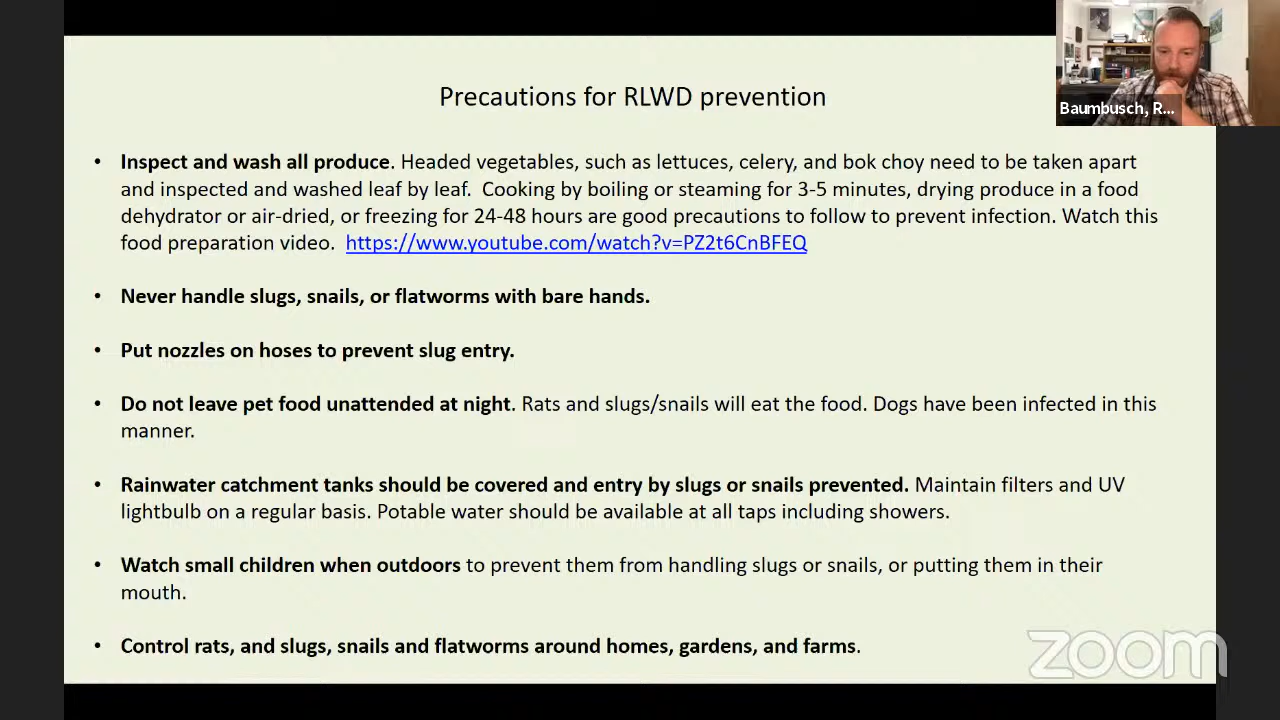 Precautions for RLWD prevention
Baumbusch, R...
• Inspect and wash all produce. Headed vegetables, such as lettuces, celery, and bok choy need to be taken apart
and inspected and washed leaf by leaf.  Cooking by boiling or steaming for 3-5 minutes, drying produce in a food
dehydrator or air-dried, or freezing for 24-48 hours are good precautions to follow to prevent infection. Watch this
food preparation video.  https://www.youtube.com/watch?v=PZ2t6CnBFEQ
• Never handle slugs, snails, or flatworms with bare hands.
• Put nozzles on hoses to prevent slug entry.
• Do not leave pet food unattended at night. Rats and slugs/snails will eat the food. Dogs have been infected in this
manner.
• Rainwater catchment tanks should be covered and entry by slugs or snails prevented. Maintain filters and UV
lightbulb on a regular basis. Potable water should be available at all taps including showers.
• Watch small children when outdoors to prevent them from handling slugs or snails, or putting them in their
mouth.
• Control rats, and slugs, snails and flatworms around homes, gardens, and farms.
zoom